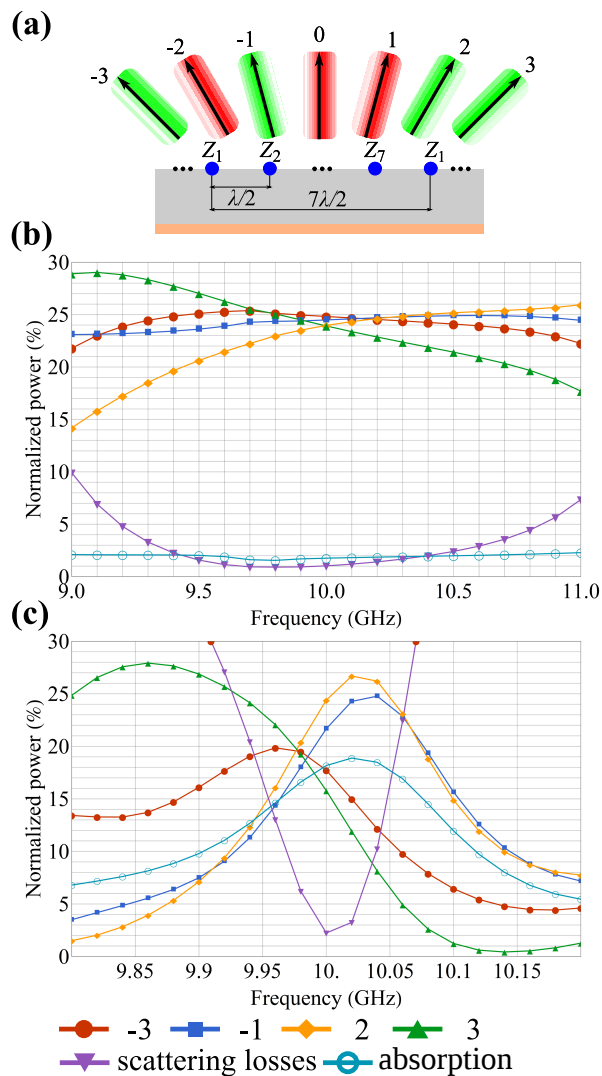 (a)
-3 -2 -1 0 1 2 3
... Z1 Z2 ... Z7 Z1 ...
λ/2 7λ/2
(b)
30
25
20
15
10
5
0
Normalized power (%)
9.0 9.5 10.0 10.5 11.0
Frequency (GHz)
(c)
30
25
20
15
10
5
0
Normalized power (%)
9.85 9.9 9.95 10. 10.05 10.1 10.15
Frequency (GHz)
-3 -1 2 3
scattering losses absorption